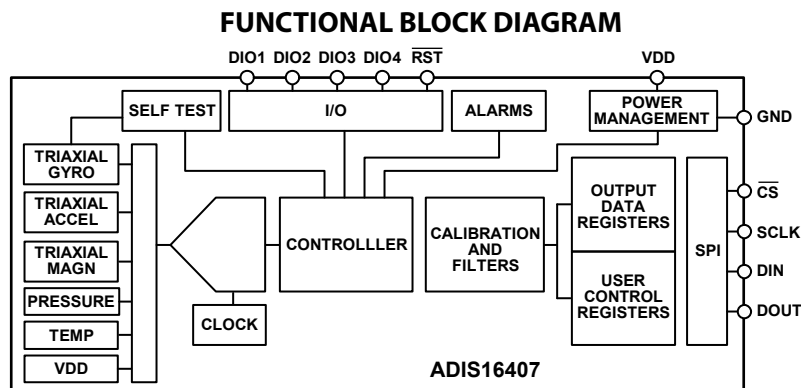 FUNCTIONAL BLOCK DIAGRAM
DIO1 DIO2 DIO3 DIO4 RST VDD
SELF TEST
I/O
ALARMS
POWER
MANAGEMENT
GND
TRIAXIAL
GYRO
TRIAXIAL
ACCEL
TRIAXIAL
MAGN
PRESSURE
TEMP
VDD
CLOCK
CONTROLLLER
CALIBRATION
AND
FILTERS
OUTPUT
DATA
REGISTERS
USER
CONTROL
REGISTERS
SPI
CS
SCLK
DIN
DOUT
ADIS16407